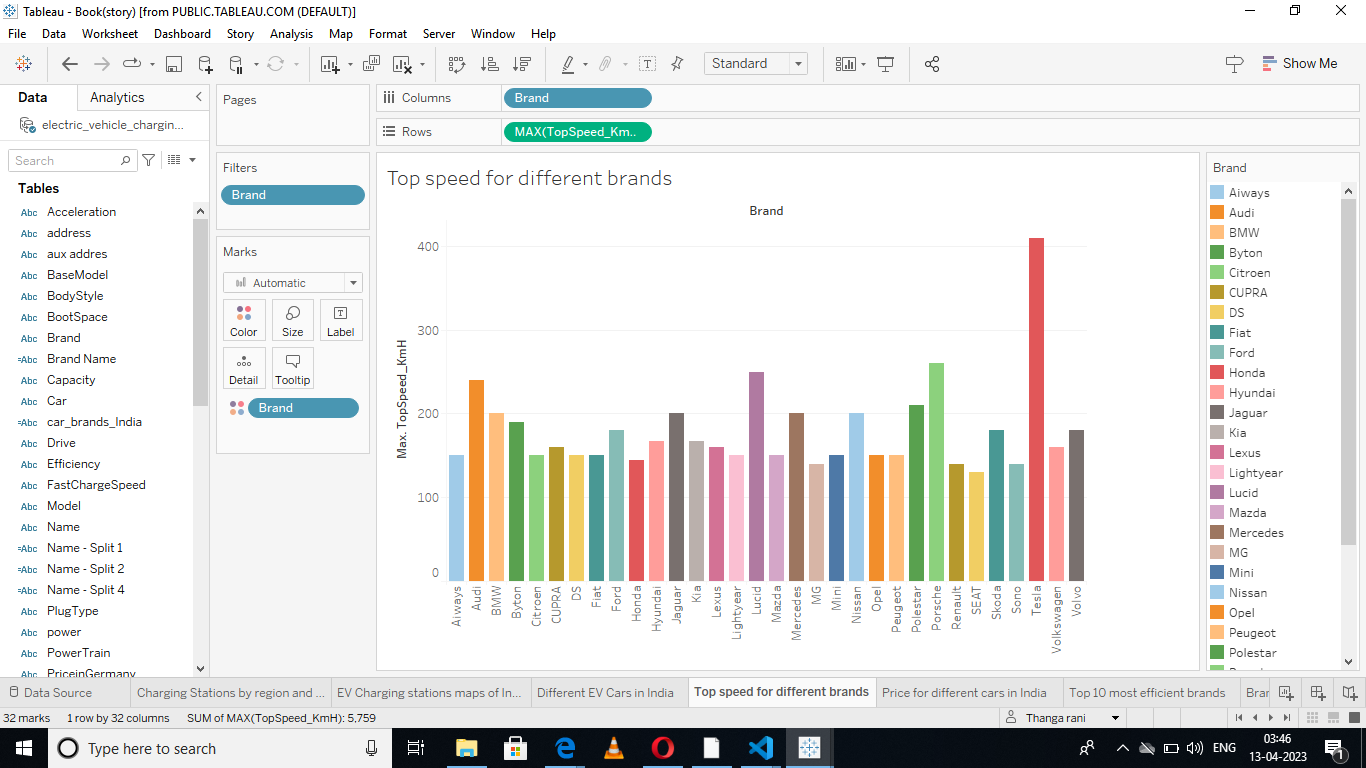 Tableau - Book(story) [from PUBLIC.TABLEAU.COM (DEFAULT)]
File Data Worksheet Dashboard Story Analysis Map Format Server Window Help
Standard
Show Me
Data Analytics
electric_vehicle_chargin...
Search
Tables
Abc Acceleration
Abc address
Abc aux addres
Abc BaseModel
Abc BodyStyle
Abc BootSpace
Abc Brand
=Abc Brand Name
Abc Capacity
Abc Car
=Abc car_brands_India
Abc Drive
Abc Efficiency
Abc FastChargeSpeed
Abc Model
Abc Name
=Abc Name - Split 1
=Abc Name - Split 2
=Abc Name - Split 4
Abc PlugType
Abc power
Abc PowerTrain
Abc PriceinGermany
Pages
Filters
Brand
Marks
Automatic
Color Size Label
Detail Tooltip
Brand
Columns Brand
Rows MAX(TopSpeed_Km..
Top speed for different brands
Brand
Max. TopSpeed_KmH
400
300
200
100
0
Aiways
Audi
BMW
Byton
Citroen
CUPRA
DS
Fiat
Ford
Honda
Hyundai
Jaguar
Kia
Lexus
Lightyear
Lucid
Mazda
Mercedes
MG
Mini
Nissan
Opel
Peugeot
Polestar
Porsche
Renault
SEAT
Skoda
Sono
Tesla
Volkswagen
Volvo
Brand
Aiways
Audi
BMW
Byton
Citroen
CUPRA
DS
Fiat
Ford
Honda
Hyundai
Jaguar
Kia
Lexus
Lightyear
Lucid
Mazda
Mercedes
MG
Mini
Nissan
Opel
Peugeot
Polestar
Data Source Charging Stations by region and ... EV Charging stations maps of In... Different EV Cars in India Top speed for different brands Price for different cars in India Top 10 most efficient brands Brar
32 marks 1 row by 32 columns SUM of MAX(TopSpeed_KmH): 5,759 Thanga rani
Type here to search
ENG
03:46
13-04-2023
1